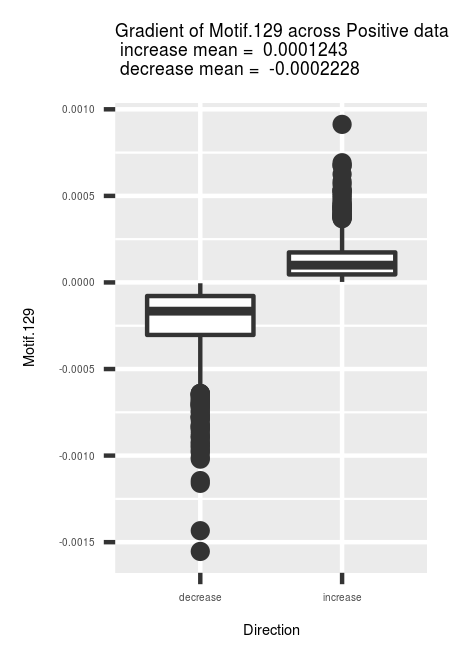 Gradient of Motif.129 across Positive data
increase mean =  0.0001243
decrease mean =  -0.0002228
0.0010
0.0005
0.0000
-0.0005
-0.0010
-0.0015
Motif.129
decrease
increase
Direction